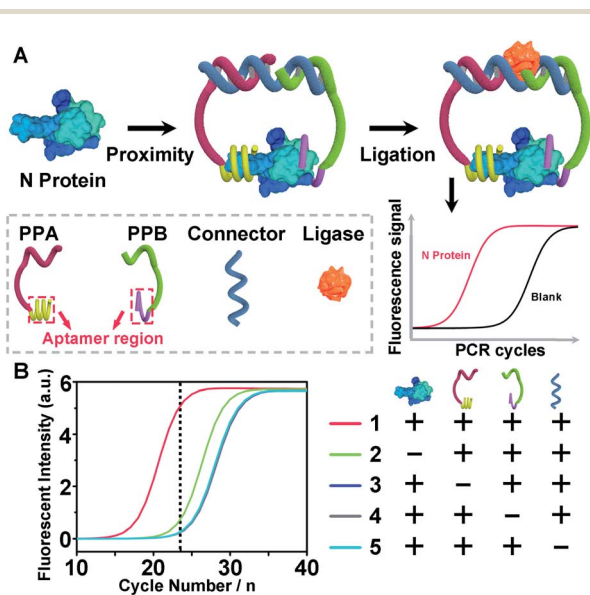 A
N Protein
Proximity
Ligation
PPA
PPB
Connector
Ligase
Aptamer region
Fluorescence signal
N Protein
Blank
PCR cycles
B
Fluorescent Intensity (a.u.)
6
4
2
0
10 20 30 40
Cycle Number / n
1 + + + +
2 - + + +
3 + - + +
4 + + - +
5 + + + -